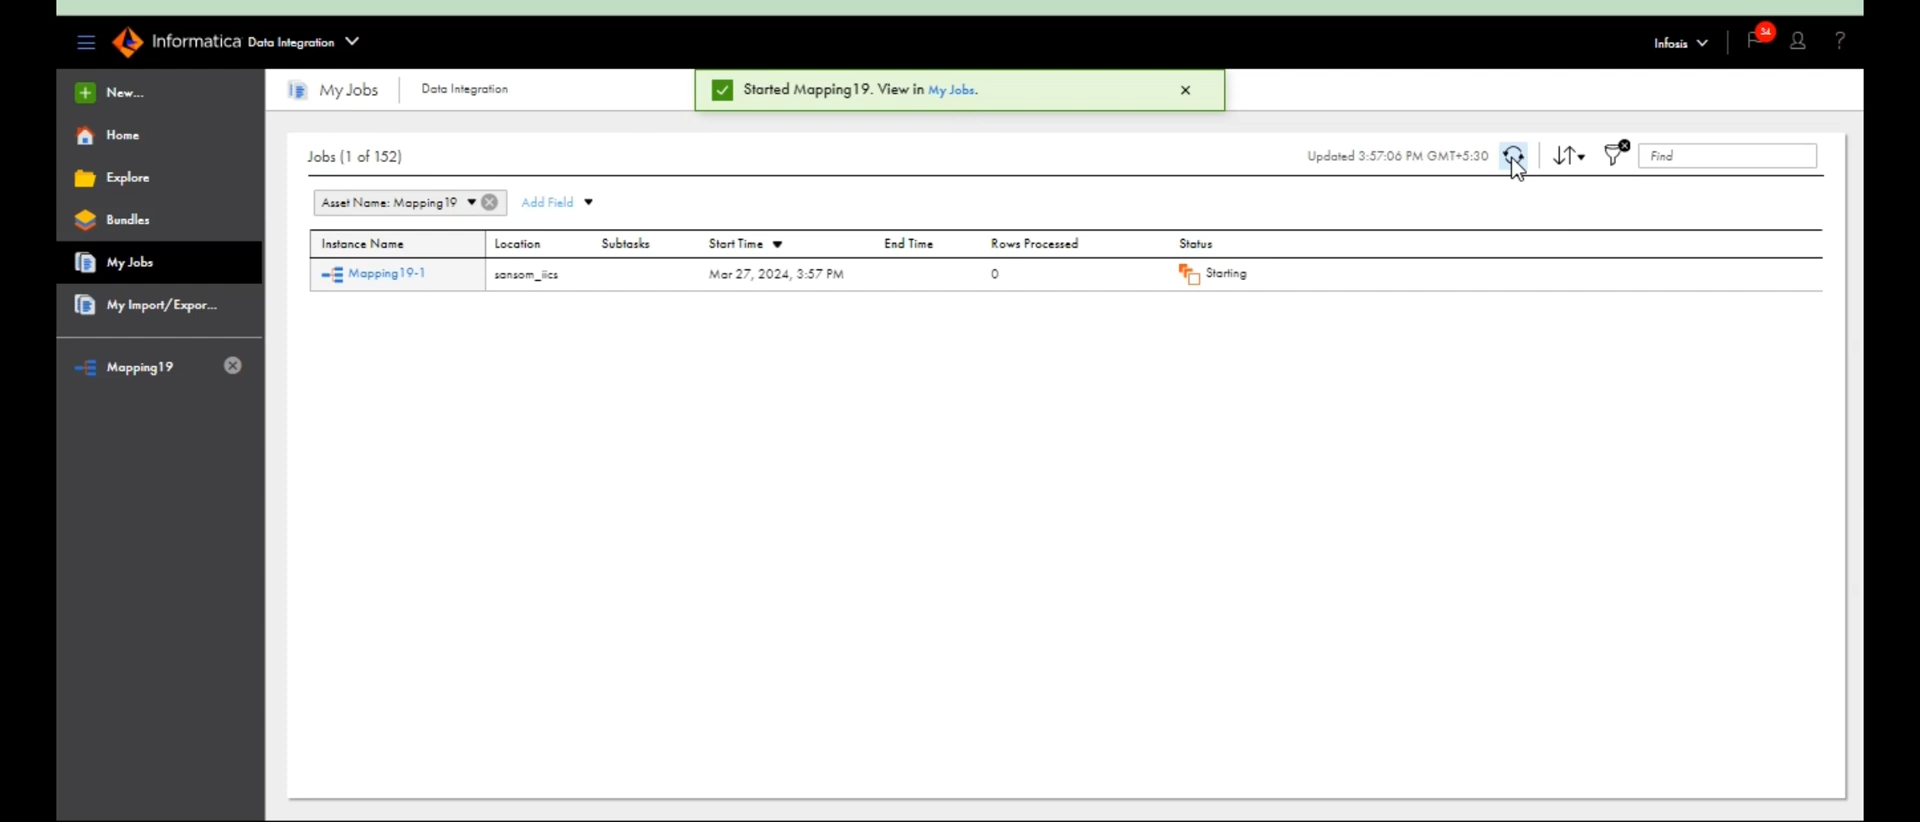 Informatica Data Integration
Infosis
34
?
New...
Home
Explore
Bundles
My Jobs
My Import/Expor...
Mapping19
My Jobs
Data Integration
Started Mapping19. View in My Jobs.
Jobs (1 of 152)
Updated 3:57:06 PM GMT+5:30
Find
Asset Name: Mapping19
Add Field
Instance Name Location Subtasks Start Time End Time Rows Processed Status
Mapping19-1 sansom_iics Mar 27, 2024, 3:57 PM 0 Starting